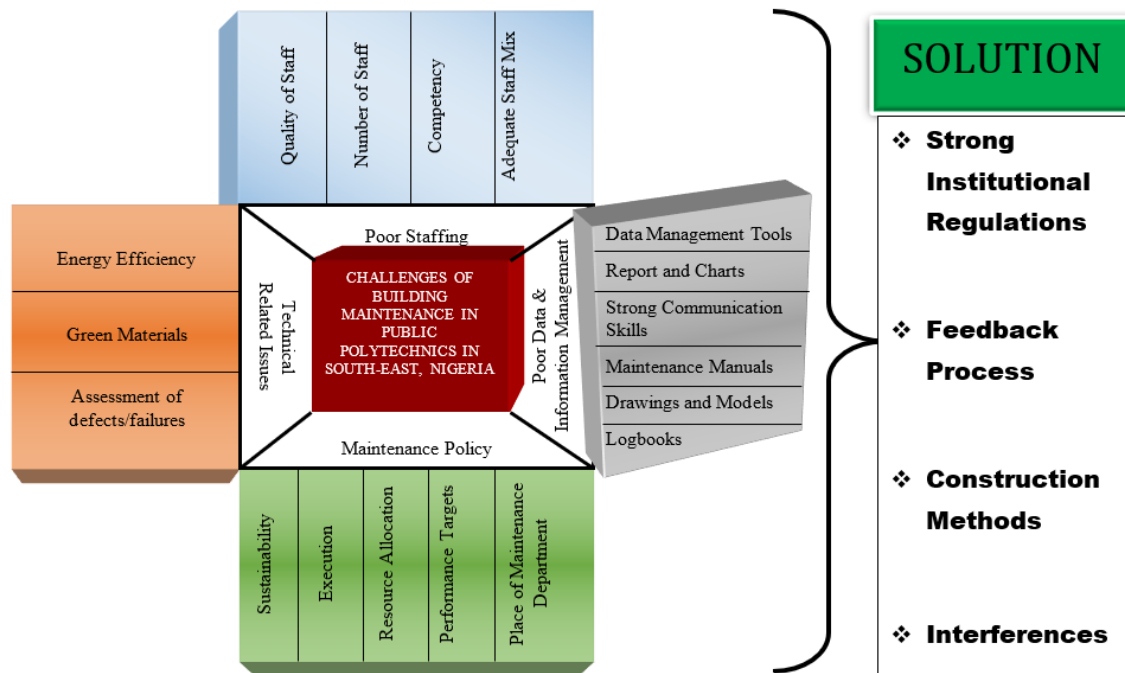 Quality of Staff
Number of Staff
Competency
Adequate Staff Mix
Energy Efficiency
Green Materials
Assessment of
defects/failures
Poor Staffing
Technical
Related Issues
CHALLENGES OF
BUILDING
MAINTENANCE IN
PUBLIC
POLYTECHNICS IN
SOUTH-EAST, NIGERIA
Poor Data &
Information Management
Maintenance Policy
Data Management Tools
Report and Charts
Strong Communication
Skills
Maintenance Manuals
Drawings and Models
Logbooks
Sustainability
Execution
Resource Allocation
Performance Targets
Place of Maintenance
Department
SOLUTION
❖ Strong
Institutional
Regulations
❖ Feedback
Process
❖ Construction
Methods
❖ Interferences